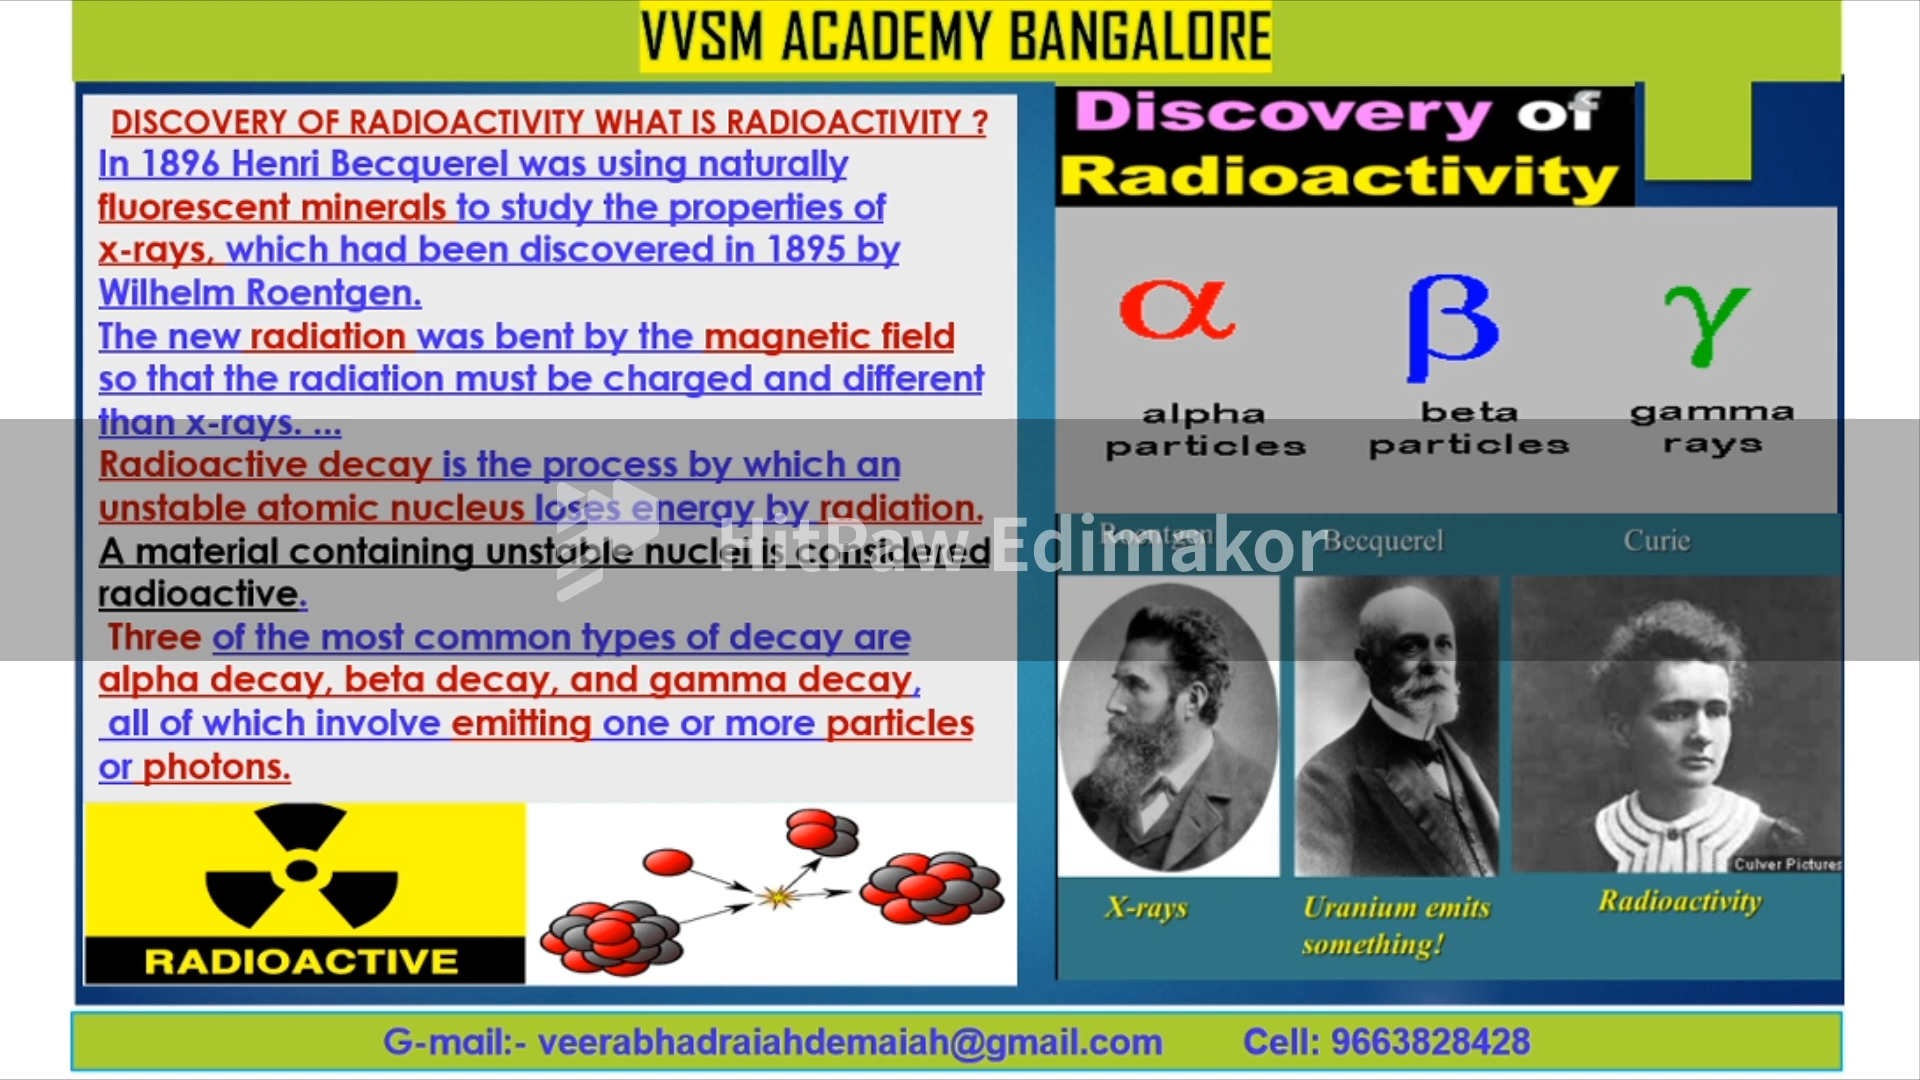 VVSM ACADEMY BANGALORE
DISCOVERY OF RADIOACTIVITY WHAT IS RADIOACTIVITY ?
In 1896 Henri Becquerel was using naturally
fluorescent minerals to study the properties of
x-rays, which had been discovered in 1895 by
Wilhelm Roentgen.
The new radiation was bent by the magnetic field
so that the radiation must be charged and different
than x-rays. ...
Radioactive decay is the process by which an
unstable atomic nucleus loses energy by radiation.
A material containing unstable nuclei is considered
radioactive.
Three of the most common types of decay are
alpha decay, beta decay, and gamma decay,
all of which involve emitting one or more particles
or photons.
RADIOACTIVE
Discovery of
Radioactivity
α β γ
alpha particles
beta particles
gamma rays
HitPaw Edimakor
Roentgen Becquerel Curie
Culver Pictures
X-rays
Uranium emits
something!
Radioactivity
G-mail:- veerabhadraiahdemaiah@gmail.com Cell: 9663828428